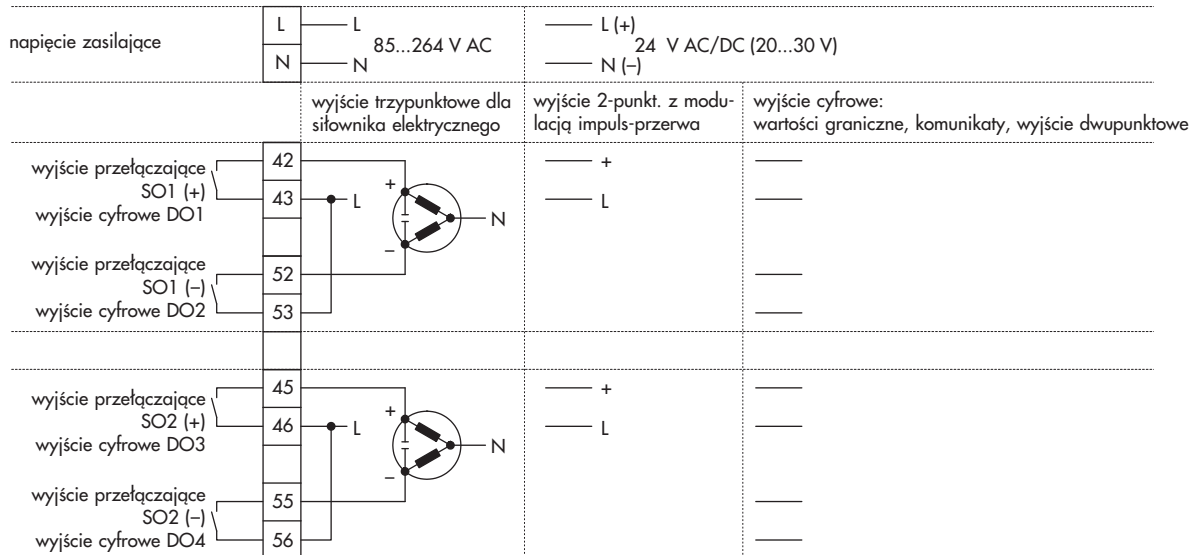 napięcie zasilające
L
N
L
N
85...264 V AC
L (+)
24 V AC/DC (20...30 V)
N (–)
wyjście trzypunktowe dla
siłownika elektrycznego
wyjście 2-punkt. z modu-
lacją impuls-przerwa
wyjście cyfrowe:
wartości graniczne, komunikaty, wyjście dwupunktowe
wyjście przełączające
SO1 (+)
wyjście cyfrowe DO1
42
43
+
L
N
–
+
L
wyjście przełączające
SO1 (–)
wyjście cyfrowe DO2
52
53
wyjście przełączające
SO2 (+)
wyjście cyfrowe DO3
45
46
+
L
N
–
+
L
wyjście przełączające
SO2 (–)
wyjście cyfrowe DO4
55
56